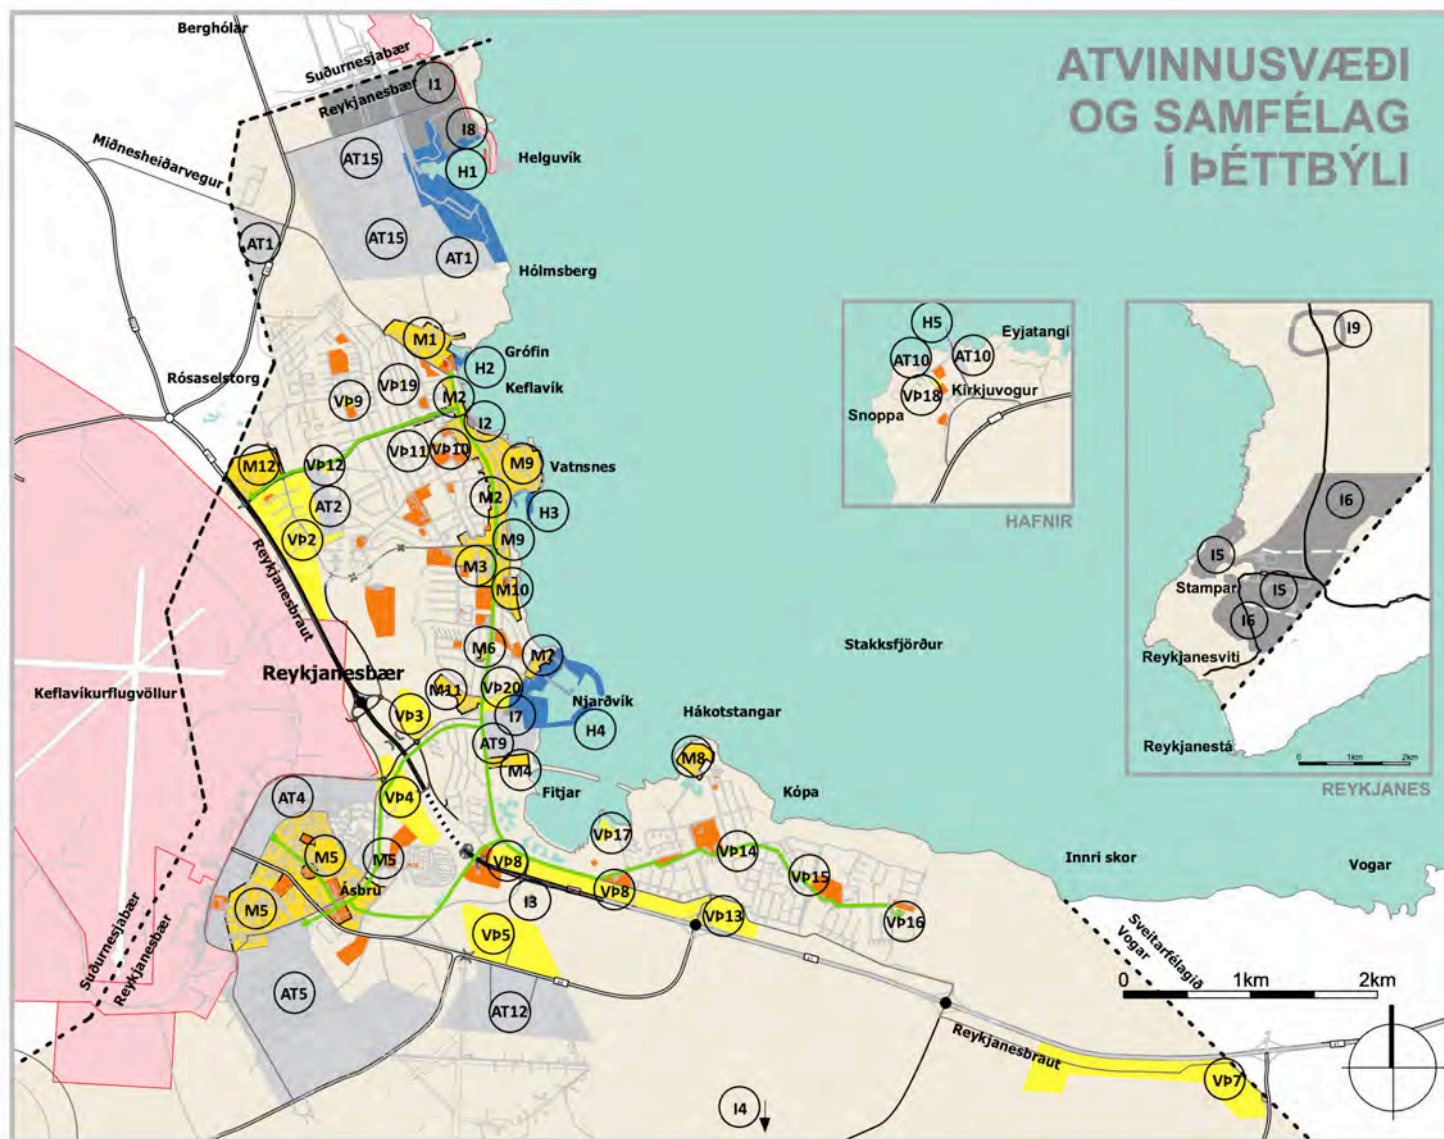 ATVINNUSVÆÐI
OG SAMFÉLAG
Í ÞÉTTBÝLI
Berghólar
Suðurnesjabær
Reykjanesbær
I1
I8
Miðnesheiðarvegur
AT15
H1
Helguvík
AT1
AT15
AT1
Hólmsberg
M1
Grófin
H2
Rósaselstorg
VÞ19
Keflavík
VÞ9
M2
I2
VÞ11
VÞ10
M12
VÞ12
M9
Vatnsnes
AT2
M2
H3
VÞ2
M9
Reykjanesbraut
M3
M10
M6
M7
Reykjanesbær
Keflavíkurflugvöllur
M11
VÞ20
Njarðvík
VÞ3
I7
H4
AT9
M4
Fitjar
AT4
VÞ4
Hákotstangar
M8
Kópa
VÞ17
M5
M5
VÞ8
VÞ14
Ásbrú
VÞ15
VÞ8
M5
I3
VÞ13
VÞ16
VÞ5
Suðurnesjabær
Reykjanesbær
AT5
AT12
I4
Stakksfjörður
Innri skor
Vogar
Sveitarfélagið
Vogar
Reykjanesbraut
VÞ7
0 1km 2km
H5
Eyjatangi
AT10
AT10
VÞ18
Kirkjuvogur
Snoppa
HAFNIR
I9
I6
I5
Stampar
I5
I6
Reykjanesviti
Reykjanestá
0 1km 2km
REYKJANES